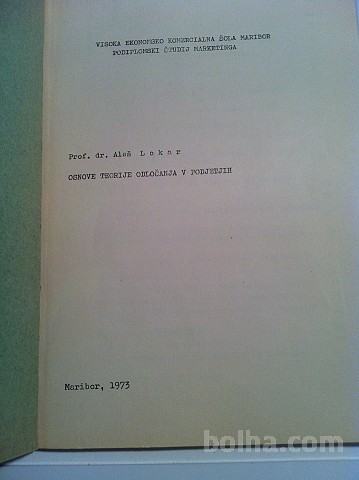 VISOKA EKONOMSKO KOMERCIALNA ŠOLA MARIBOR
PODIPLOMSKI ŠTUDIJ MARKETINGA
Prof. dr. Aleš Lokar
OSNOVE TEORIJE ODLOČANJA V PODJETJIH
Maribor, 1973
bolha.com